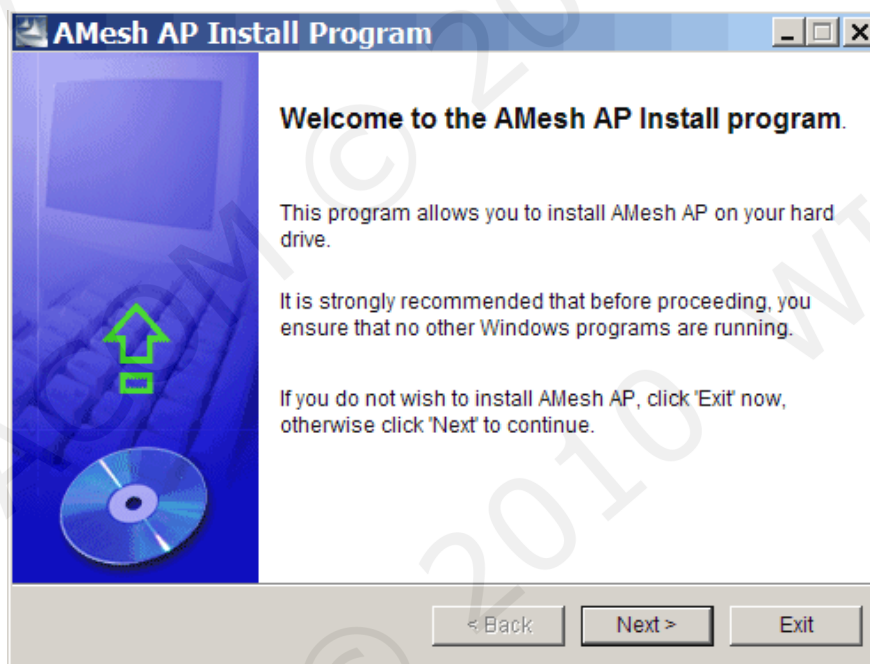 AMesh AP Install Program
Welcome to the AMesh AP Install program.
This program allows you to install AMesh AP on your hard
drive.
It is strongly recommended that before proceeding, you
ensure that no other Windows programs are running.
If you do not wish to install AMesh AP, click 'Exit' now,
otherwise click 'Next' to continue.
< Back
Next >
Exit
© 2010